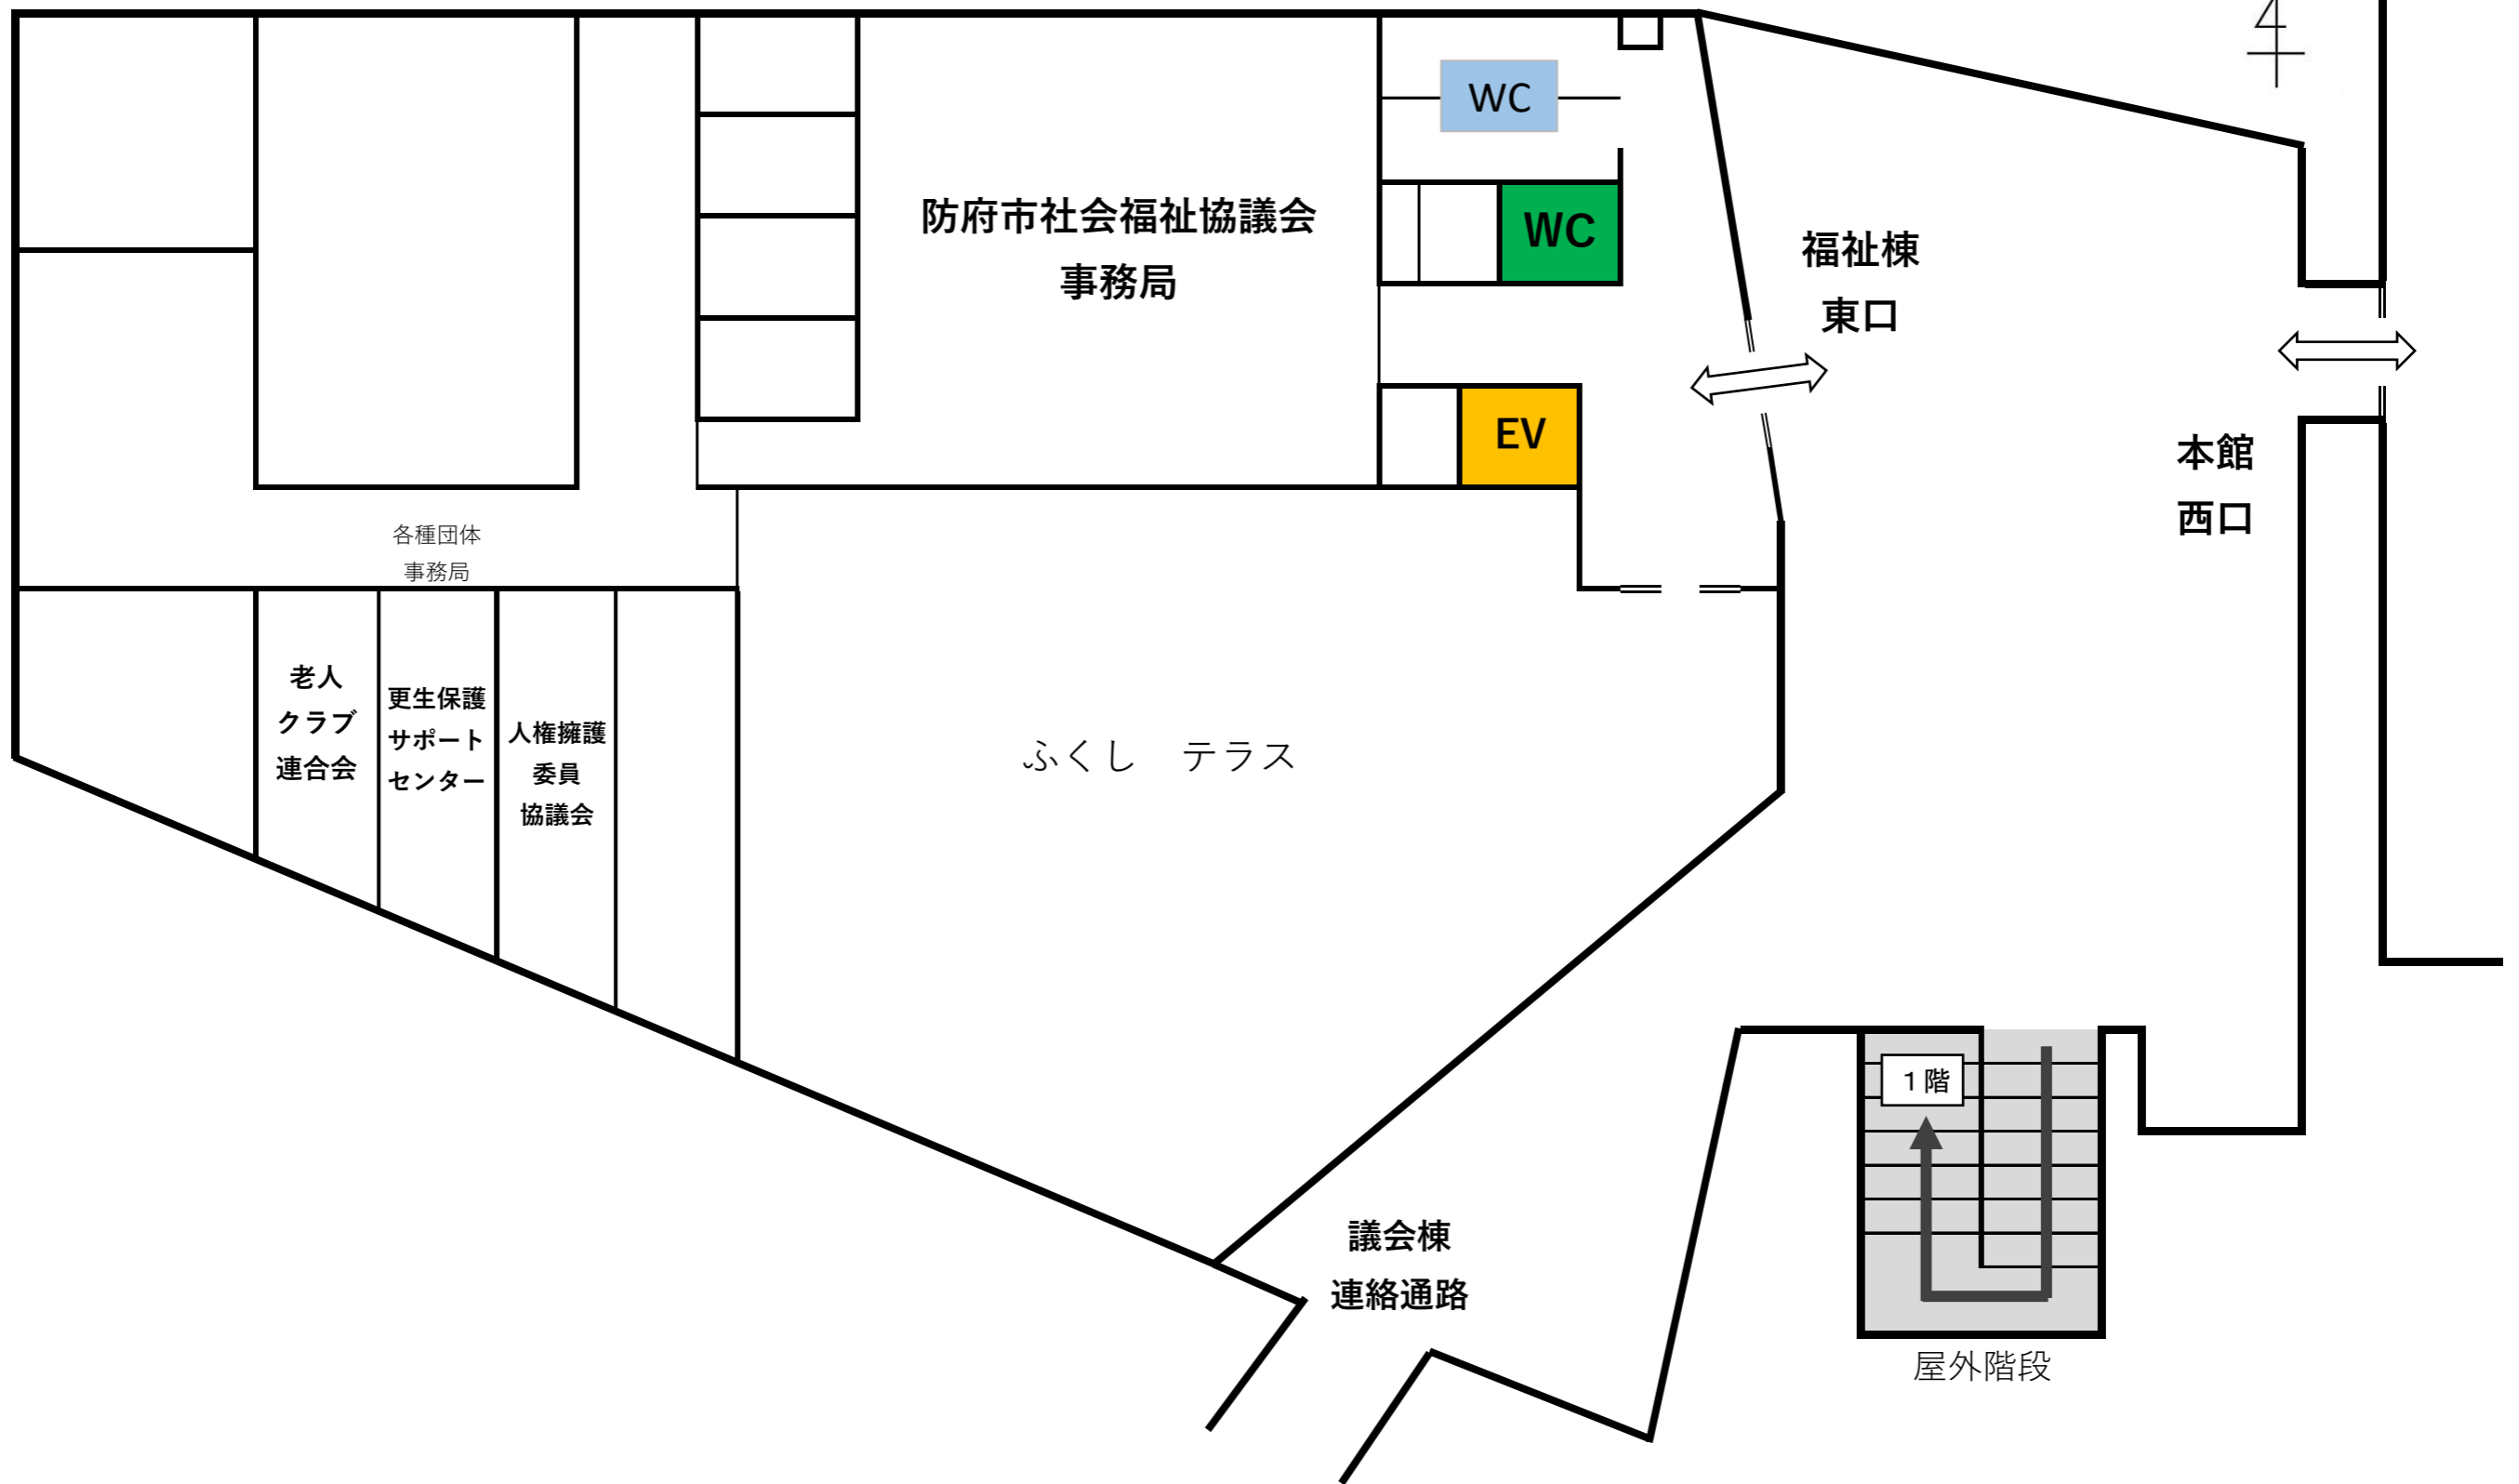 WC
防府市社会福祉協議会
事務局
WC
福祉棟
東口
EV
本館
西口
各種団体
事務局
老人
クラブ
連合会
更生保護
サポート
センター
人権擁護
委員
協議会
ふくし　テラス
1階
議会棟
連絡通路
屋外階段